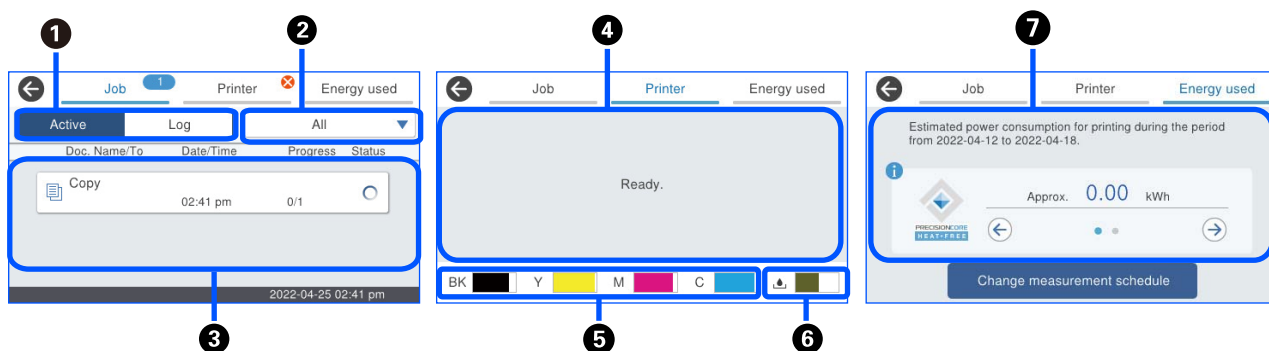 1
2
4
7
Job
1
Printer
Energy used
Active
Log
All
Doc. Name/To
Date/Time
Progress
Status
Copy
02:41 pm
0/1
2022-04-25 02:41 pm
3
Job
Printer
Energy used
Ready.
BK
Y
M
C
5
6
Job
Printer
Energy used
Estimated power consumption for printing during the period
from 2022-04-12 to 2022-04-18.
i
PRECISIONCORE
HEAT-FREE
Approx. 0.00 kWh
Change measurement schedule